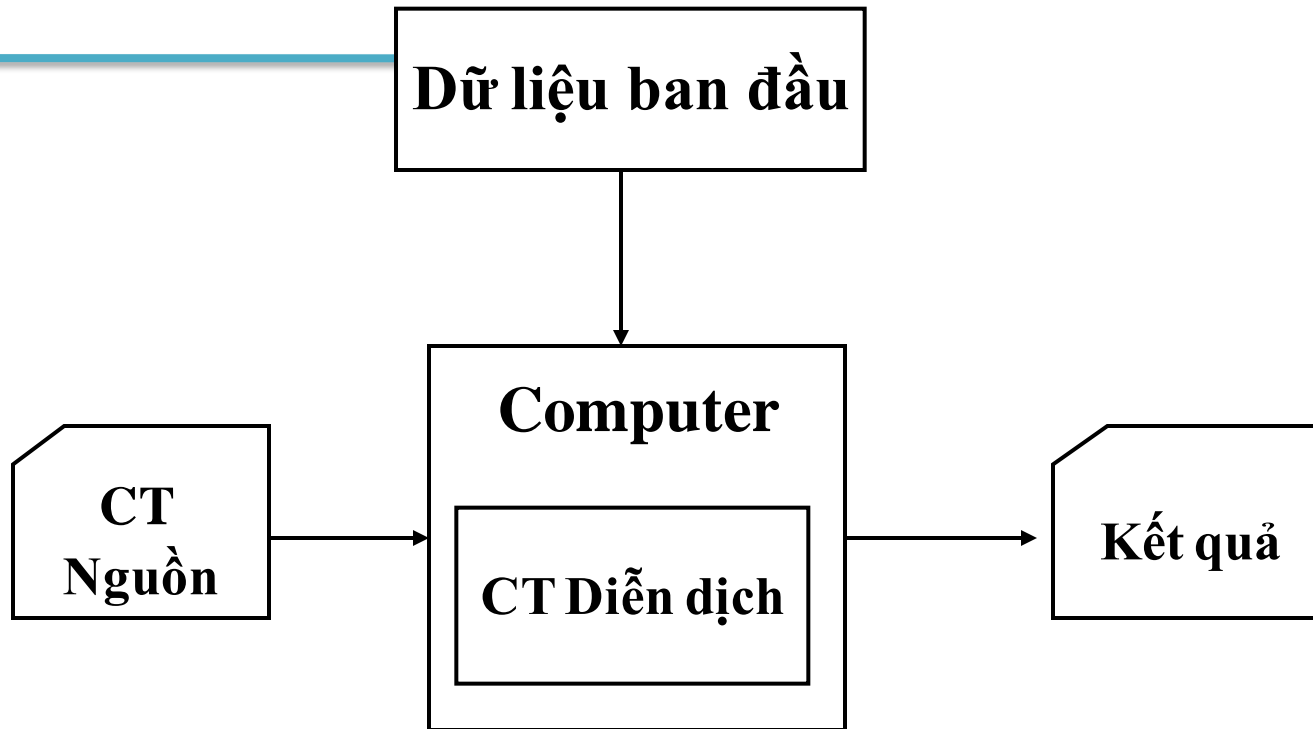 Dữ liệu ban đầu
Computer
CT
Nguồn
CT Diễn dịch
Kết quả